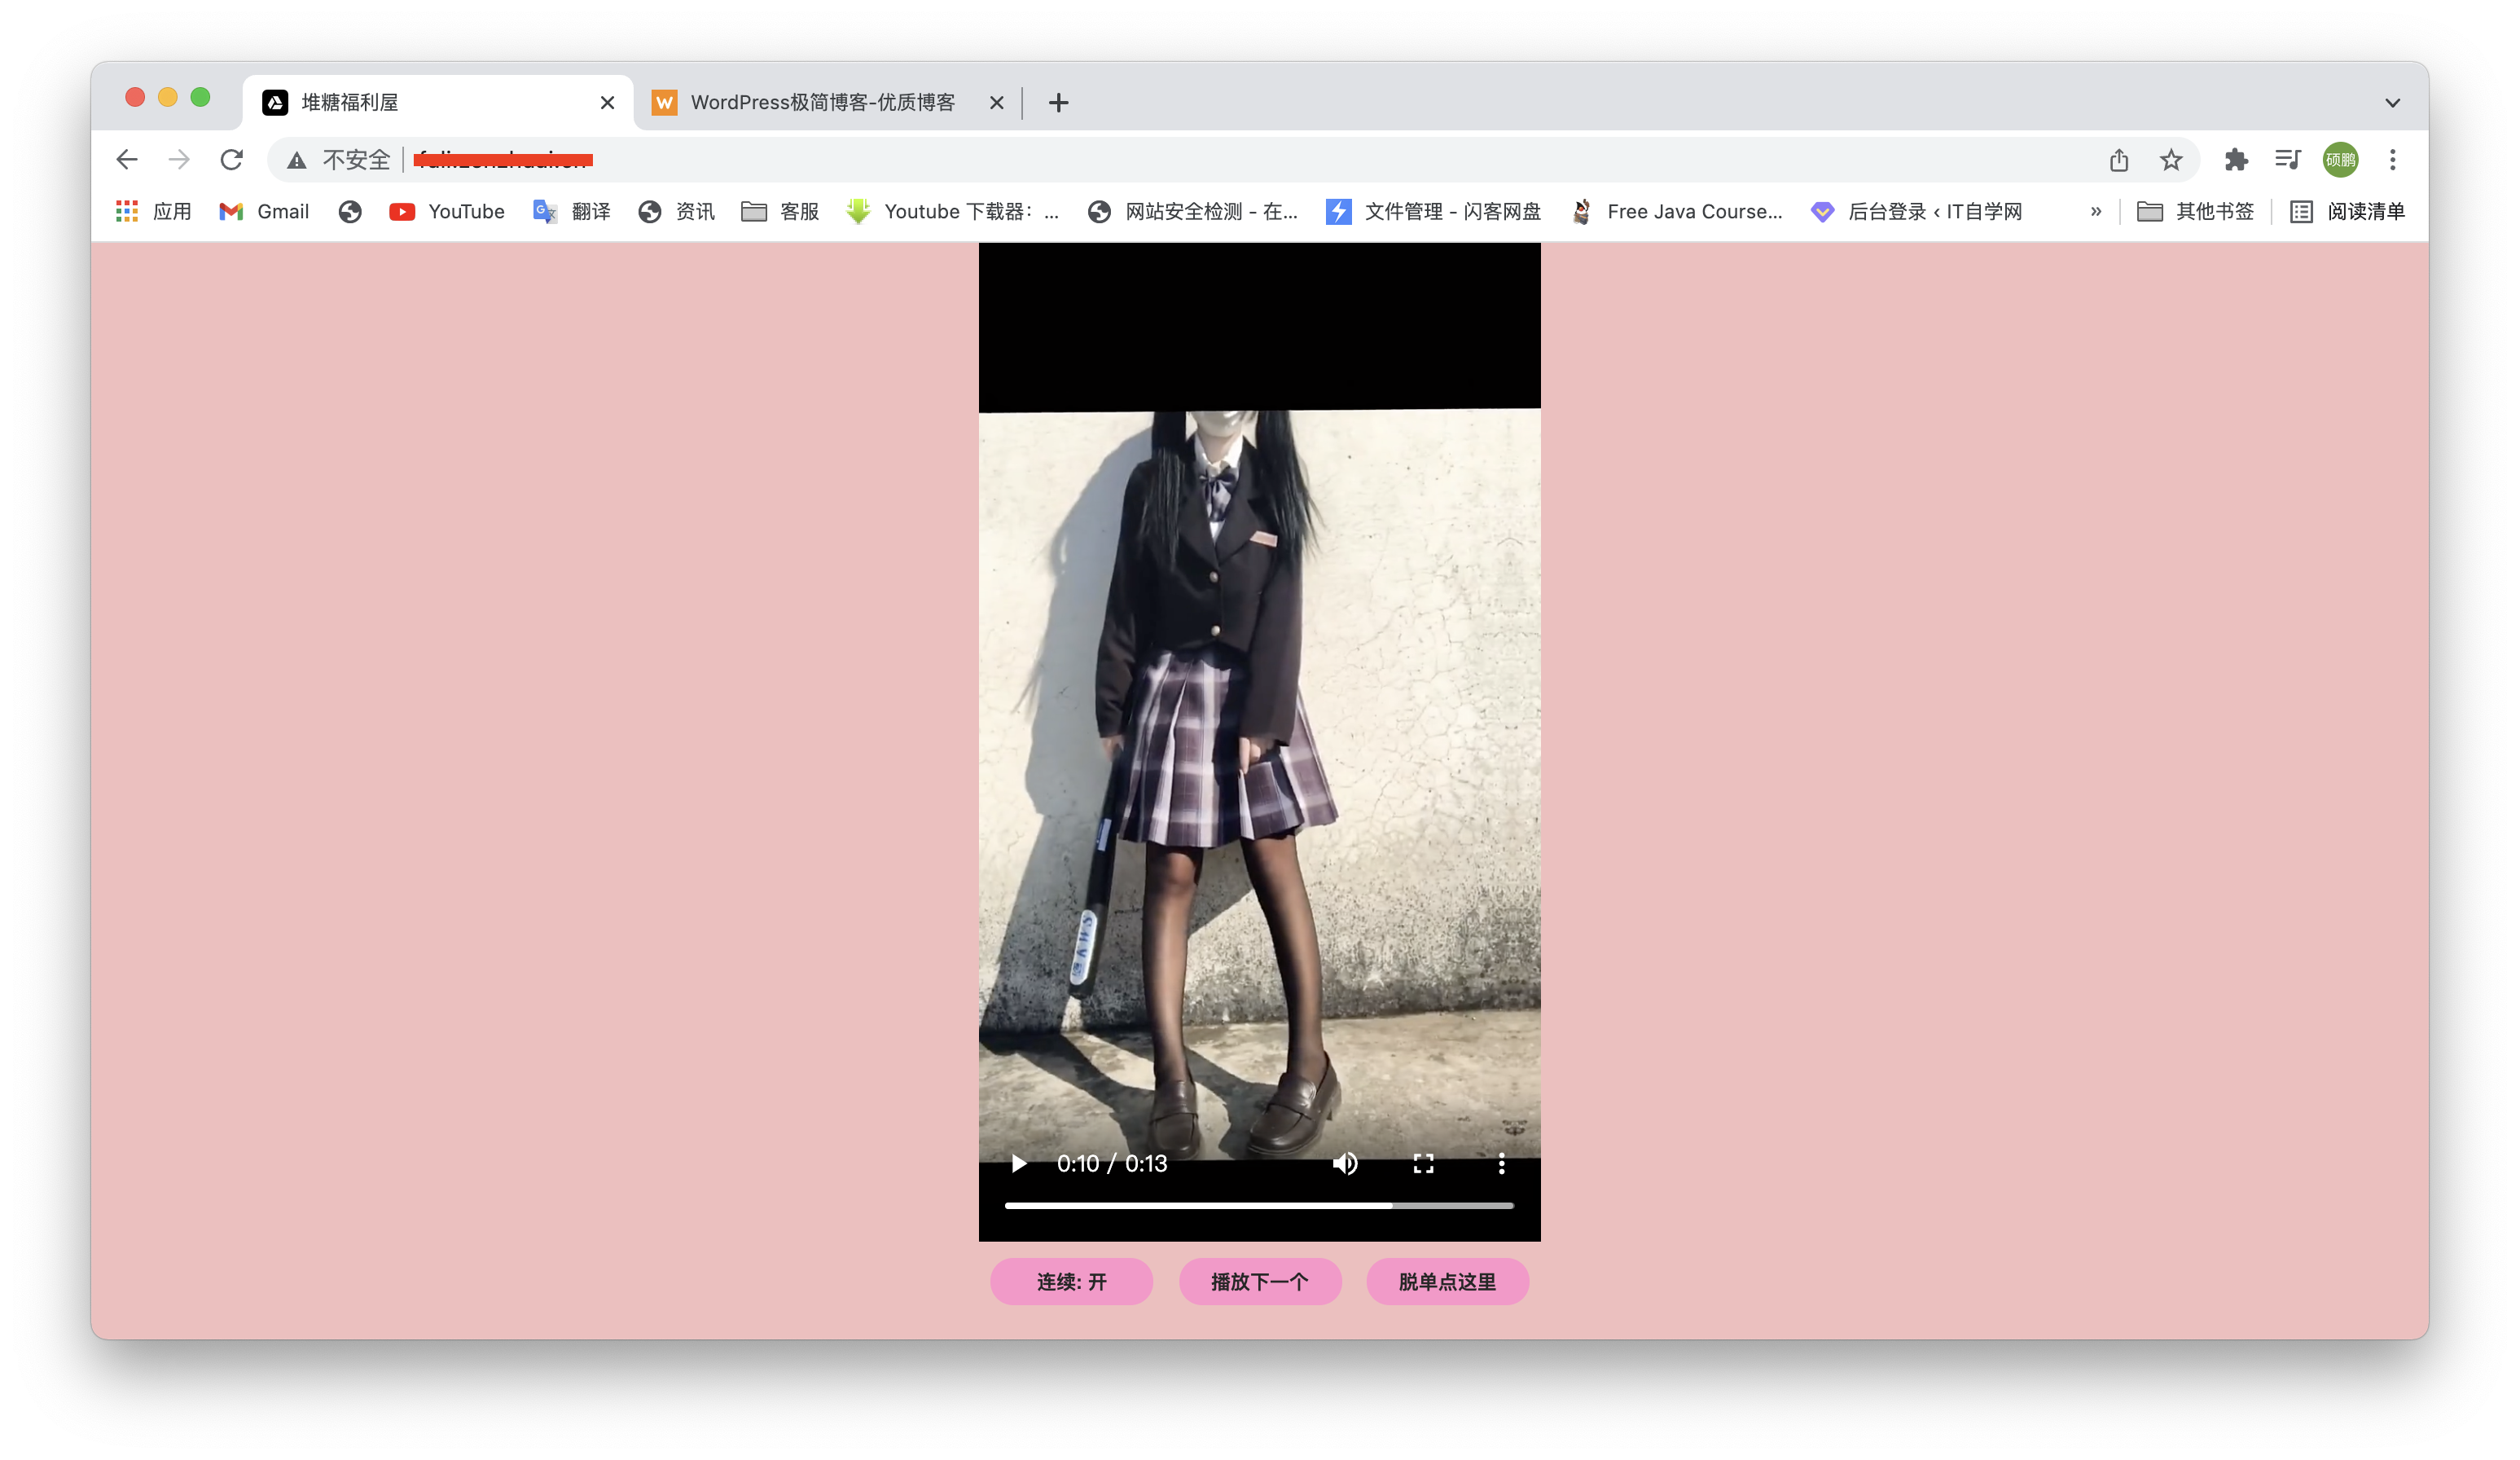 堆糖福利屋
WordPress极简博客-优质博客
不安全
硕鹏
应用 Gmail YouTube 翻译 资讯 客服 Youtube 下载器：... 网站安全检测 - 在... 文件管理 - 闪客网盘 Free Java Course... 后台登录 ‹ IT自学网 » 其他书签 阅读清单
0:10 / 0:13
连续: 开 播放下一个 脱单点这里